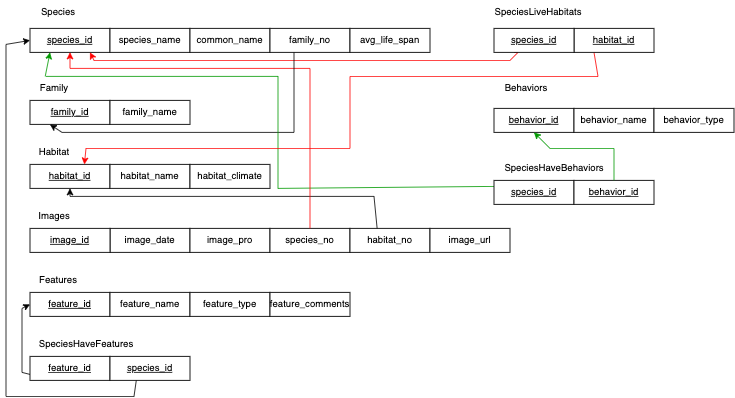 Species
species_id species_name common_name family_no avg_life_span
SpeciesLiveHabitats
species_id habitat_id
Family
family_id family_name
Behaviors
behavior_id behavior_name behavior_type
Habitat
habitat_id habitat_name habitat_climate
SpeciesHaveBehaviors
species_id behavior_id
Images
image_id image_date image_pro species_no habitat_no image_url
Features
feature_id feature_name feature_type feature_comments
SpeciesHaveFeatures
feature_id species_id